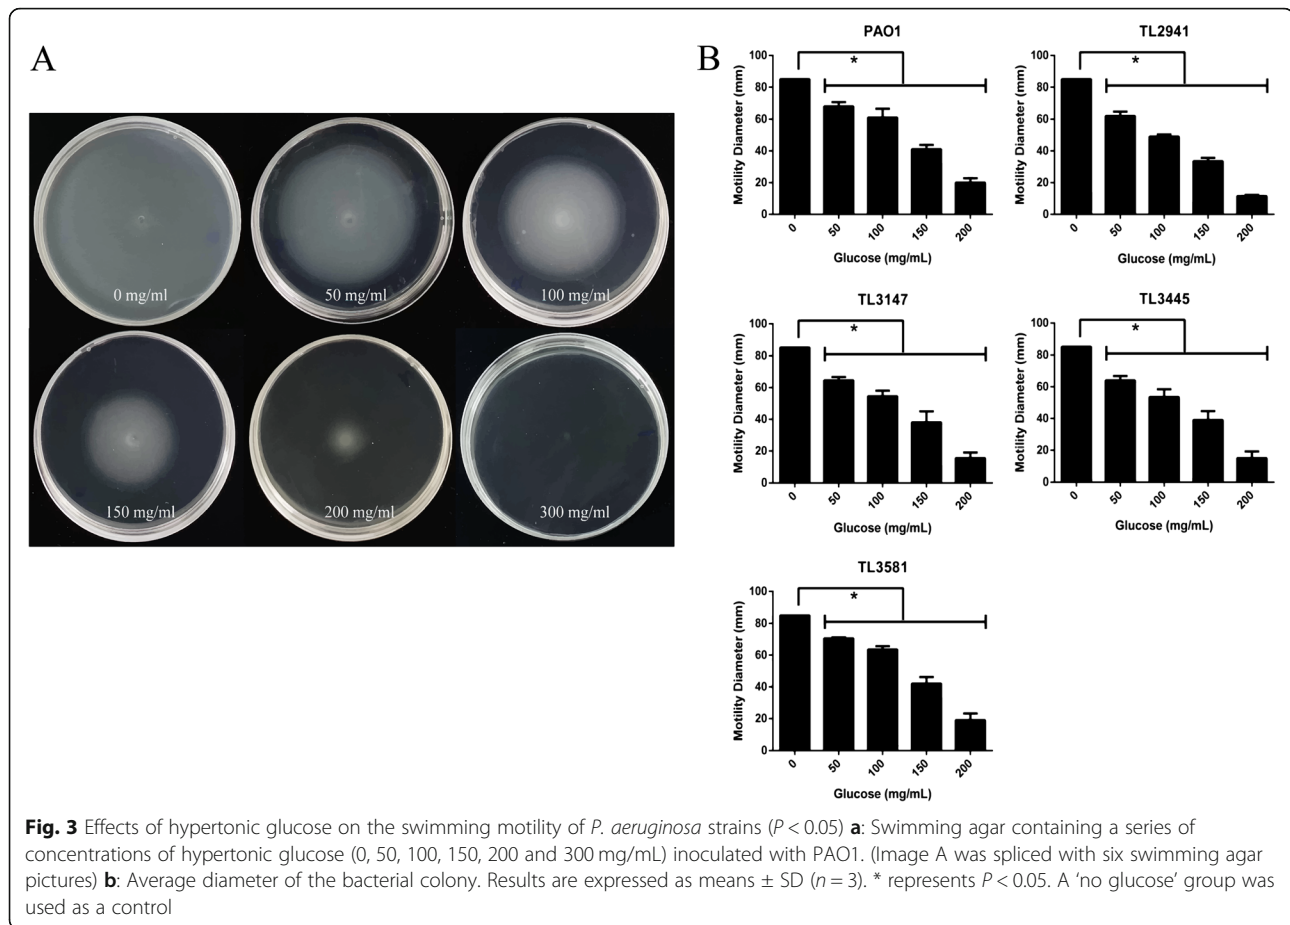 A
0 mg/ml
50 mg/ml
100 mg/ml
150 mg/ml
200 mg/ml
300 mg/ml
B
PAO1
*
Motility Diameter (mm)
100
80
60
40
20
0
0
50
100
150
200
Glucose (mg/mL)
TL2941
*
Motility Diameter (mm)
100
80
60
40
20
0
0
50
100
150
200
Glucose (mg/mL)
TL3147
*
Motility Diameter (mm)
100
80
60
40
20
0
0
50
100
150
200
Glucose (mg/mL)
TL3445
*
Motility Diameter (mm)
100
80
60
40
20
0
0
50
100
150
200
Glucose (mg/mL)
TL3581
*
Motility Diameter (mm)
100
80
60
40
20
0
0
50
100
150
200
Glucose (mg/mL)
Fig. 3 Effects of hypertonic glucose on the swimming motility of P. aeruginosa strains (P < 0.05) a: Swimming agar containing a series of
concentrations of hypertonic glucose (0, 50, 100, 150, 200 and 300 mg/mL) inoculated with PAO1. (Image A was spliced with six swimming agar
pictures) b: Average diameter of the bacterial colony. Results are expressed as means ± SD (n = 3). * represents P < 0.05. A 'no glucose' group was
used as a control